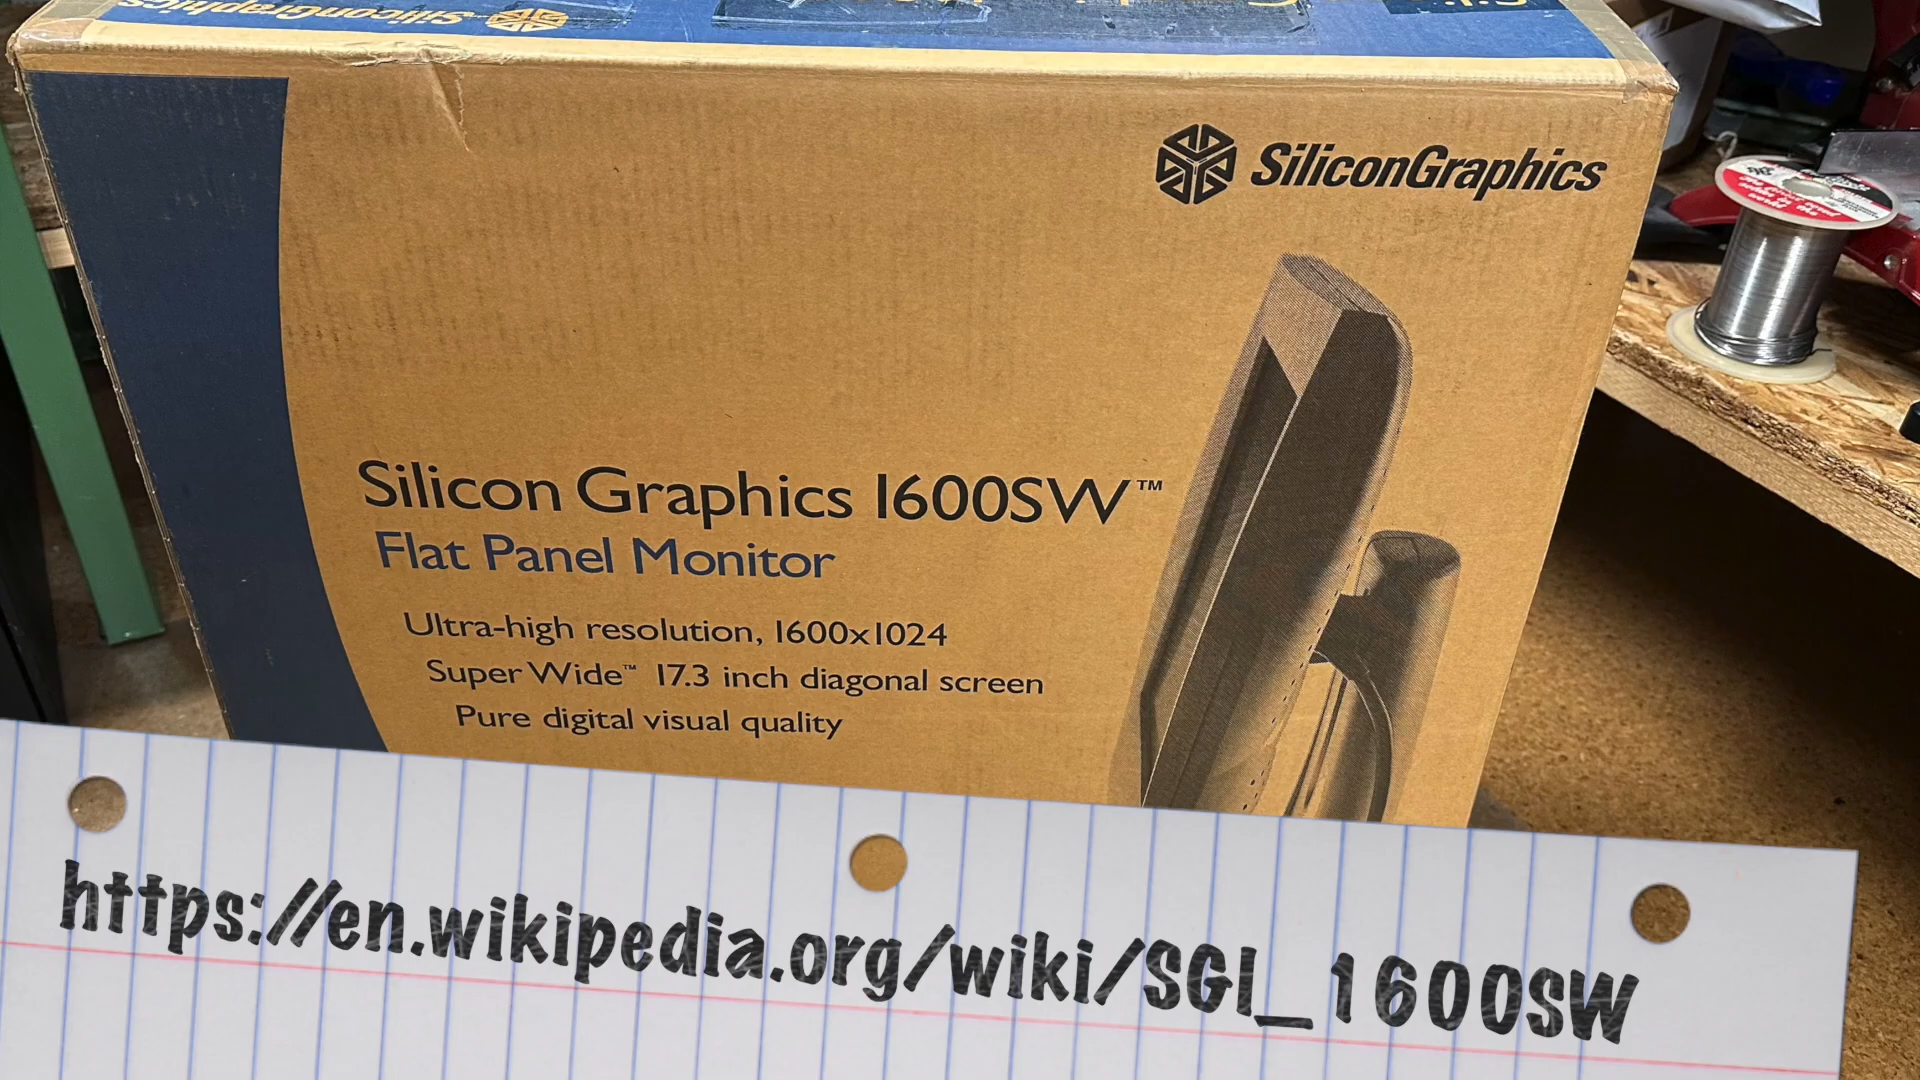 SiliconGraphics
SiliconGraphics
Silicon Graphics 1600SW™
Flat Panel Monitor
Ultra-high resolution, 1600x1024
Super Wide™ 17.3 inch diagonal screen
Pure digital visual quality
https://en.wikipedia.org/wiki/SGI_1600SW